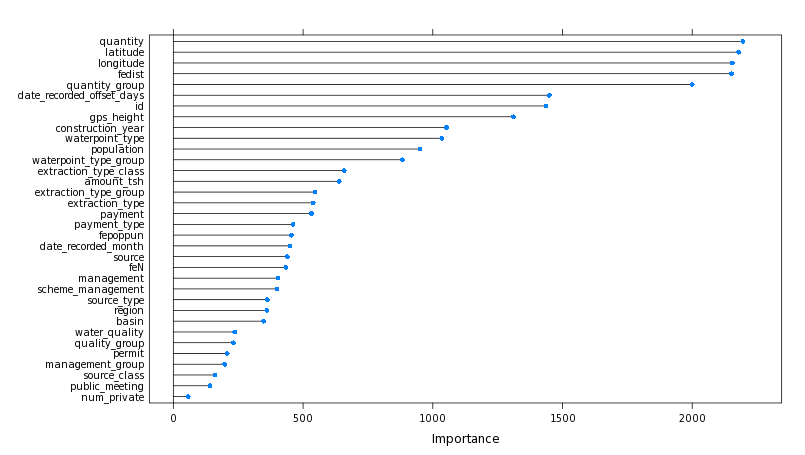 quantity
latitude
longitude
fedist
quantity_group
date_recorded_offset_days
id
gps_height
construction_year
waterpoint_type
population
waterpoint_type_group
extraction_type_class
amount_tsh
extraction_type_group
extraction_type
payment
payment_type
fepoppun
date_recorded_month
source
feN
management
scheme_management
source_type
region
basin
water_quality
quality_group
permit
management_group
source_class
public_meeting
num_private
0 500 1000 1500 2000
Importance